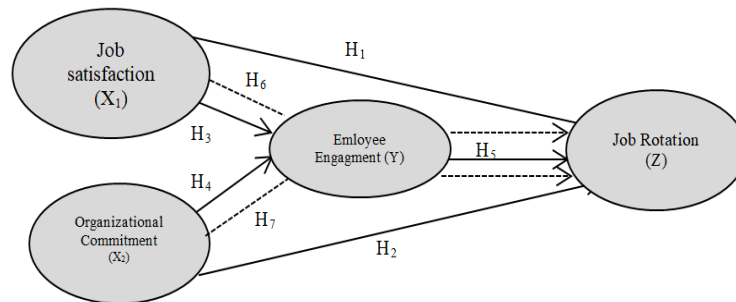 Job
satisfaction
(X₁)
H₁
H₆
H₃
Emloyee
Engagment (Y)
H₅
Job Rotation
(Z)
H₄
Organizational
Commitment
(X₂)
H₇
H₂